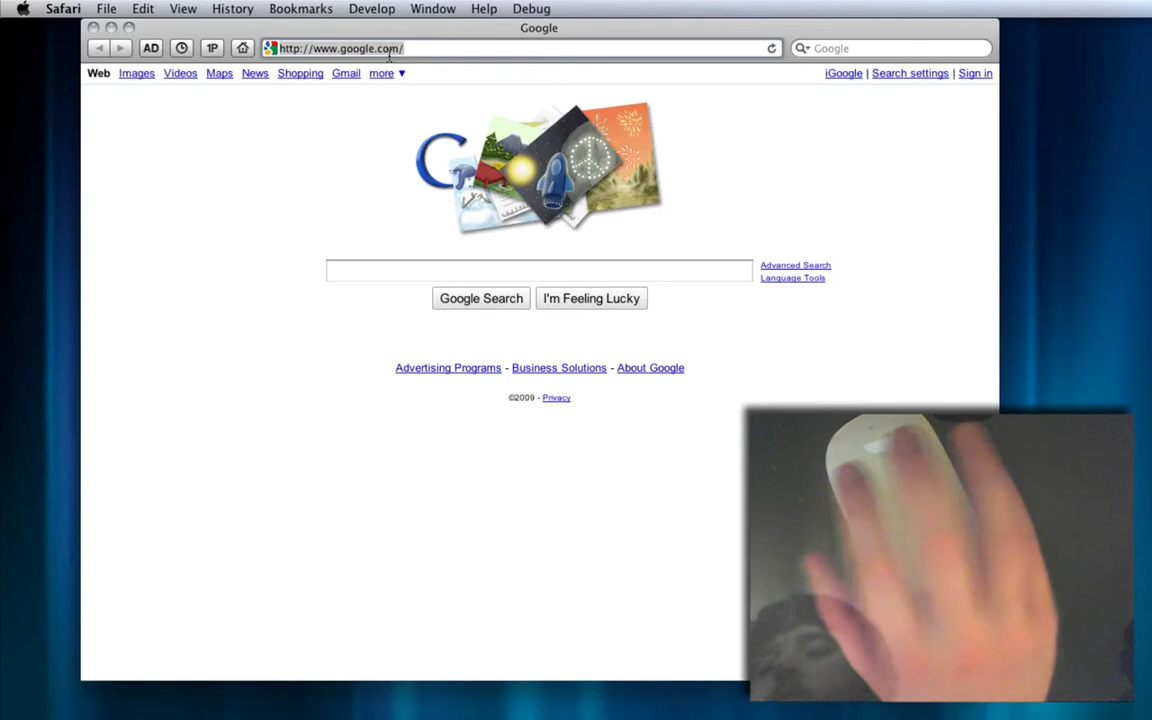 Safari File Edit View History Bookmarks Develop Window Help Debug
Google
AD 1P http://www.google.com/ Google
Web Images Videos Maps News Shopping Gmail more ▼ iGoogle | Search settings | Sign in
G
Advanced Search
Language Tools
Google Search I'm Feeling Lucky
Advertising Programs - Business Solutions - About Google
©2009 - Privacy